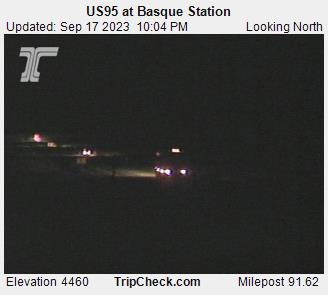 US95 at Basque Station
Updated: Sep 17 2023 10:04 PM Looking North
Elevation 4460 TripCheck.com Milepost 91.62